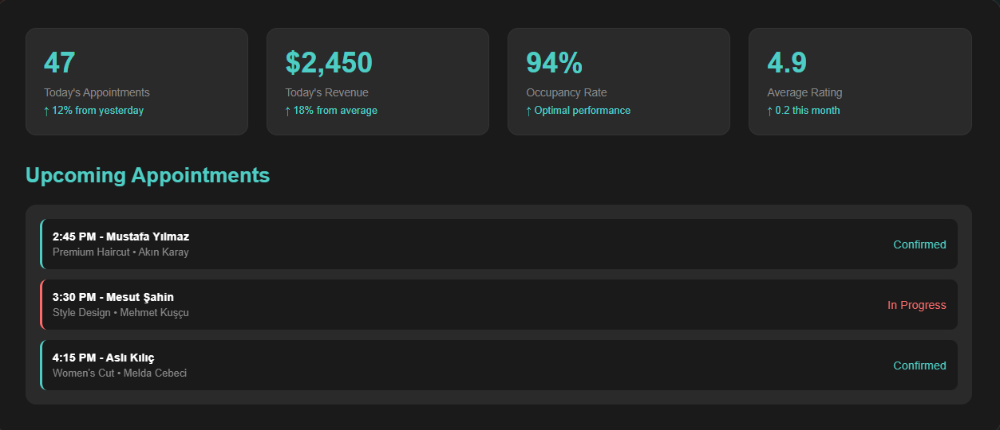 47
Today's Appointments
↑ 12% from yesterday
$2,450
Today's Revenue
↑ 18% from average
94%
Occupancy Rate
↑ Optimal performance
4.9
Average Rating
↑ 0.2 this month
Upcoming Appointments
2:45 PM - Mustafa Yılmaz
Premium Haircut • Akın Karay
Confirmed
3:30 PM - Mesut Şahin
Style Design • Mehmet Kuşçu
In Progress
4:15 PM - Aslı Kılıç
Women's Cut • Melda Cebeci
Confirmed